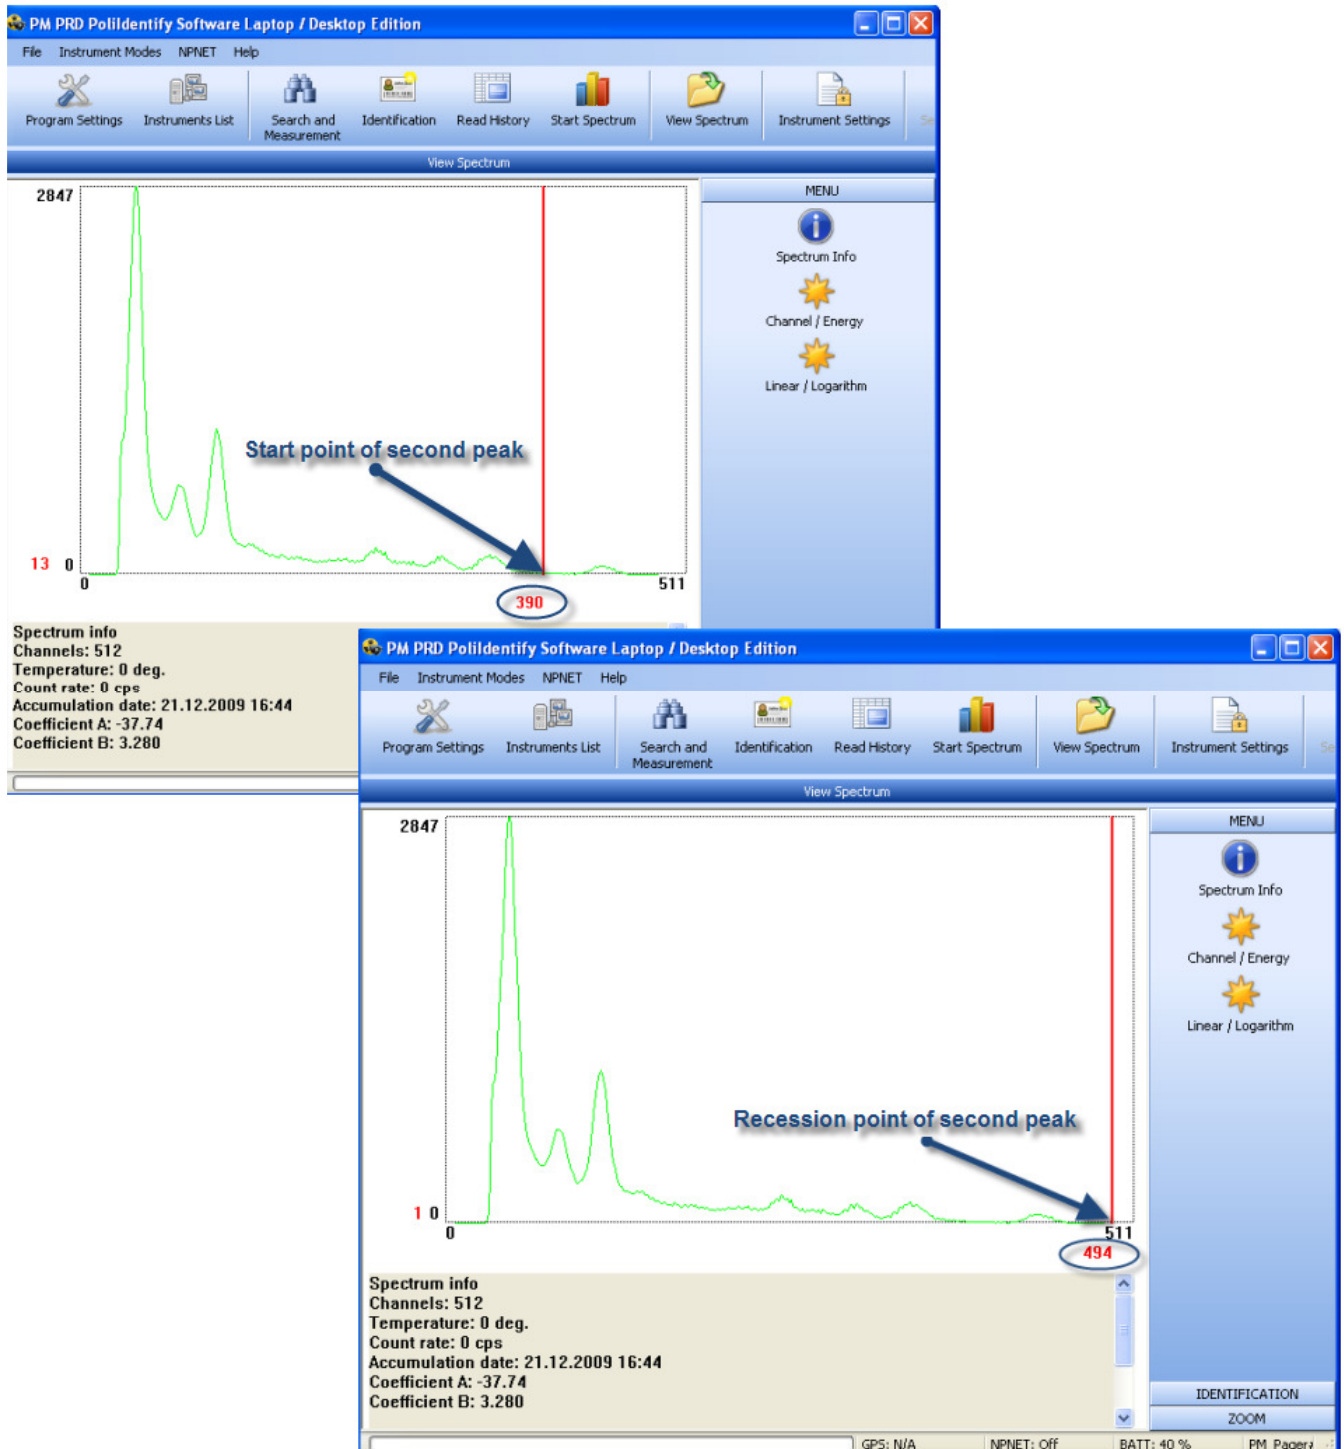 PM PRD PoliIdentify Software Laptop / Desktop Edition
File Instrument Modes NPNET Help
Program Settings Instruments List Search and Measurement Identification Read History Start Spectrum View Spectrum Instrument Settings
View Spectrum
2847
MENU
Spectrum Info
Channel / Energy
Linear / Logarithm
Start point of second peak
13 0
0 511
390
Spectrum info
Channels: 512
Temperature: 0 deg.
Count rate: 0 cps
Accumulation date: 21.12.2009 16:44
Coefficient A: -37.74
Coefficient B: 3.280
PM PRD PoliIdentify Software Laptop / Desktop Edition
File Instrument Modes NPNET Help
Program Settings Instruments List Search and Measurement Identification Read History Start Spectrum View Spectrum Instrument Settings
View Spectrum
2847
MENU
Spectrum Info
Channel / Energy
Linear / Logarithm
Recession point of second peak
1 0
0 511
494
Spectrum info
Channels: 512
Temperature: 0 deg.
Count rate: 0 cps
Accumulation date: 21.12.2009 16:44
Coefficient A: -37.74
Coefficient B: 3.280
IDENTIFICATION
ZOOM
GPS: N/A NPNET: Off BATT: 40 % PM_Pager